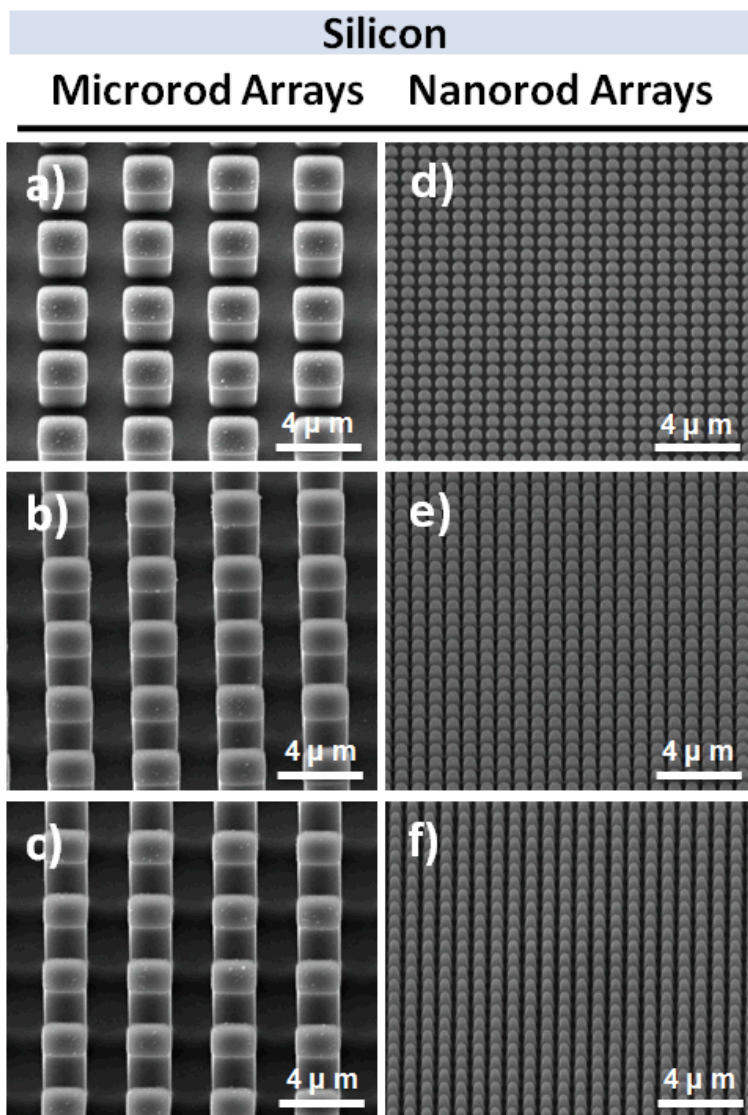 Silicon
Microrod Arrays Nanorod Arrays
a) d)
4 μ m 4 μ m
b) e)
4 μ m 4 μ m
c) f)
4 μ m 4 μ m